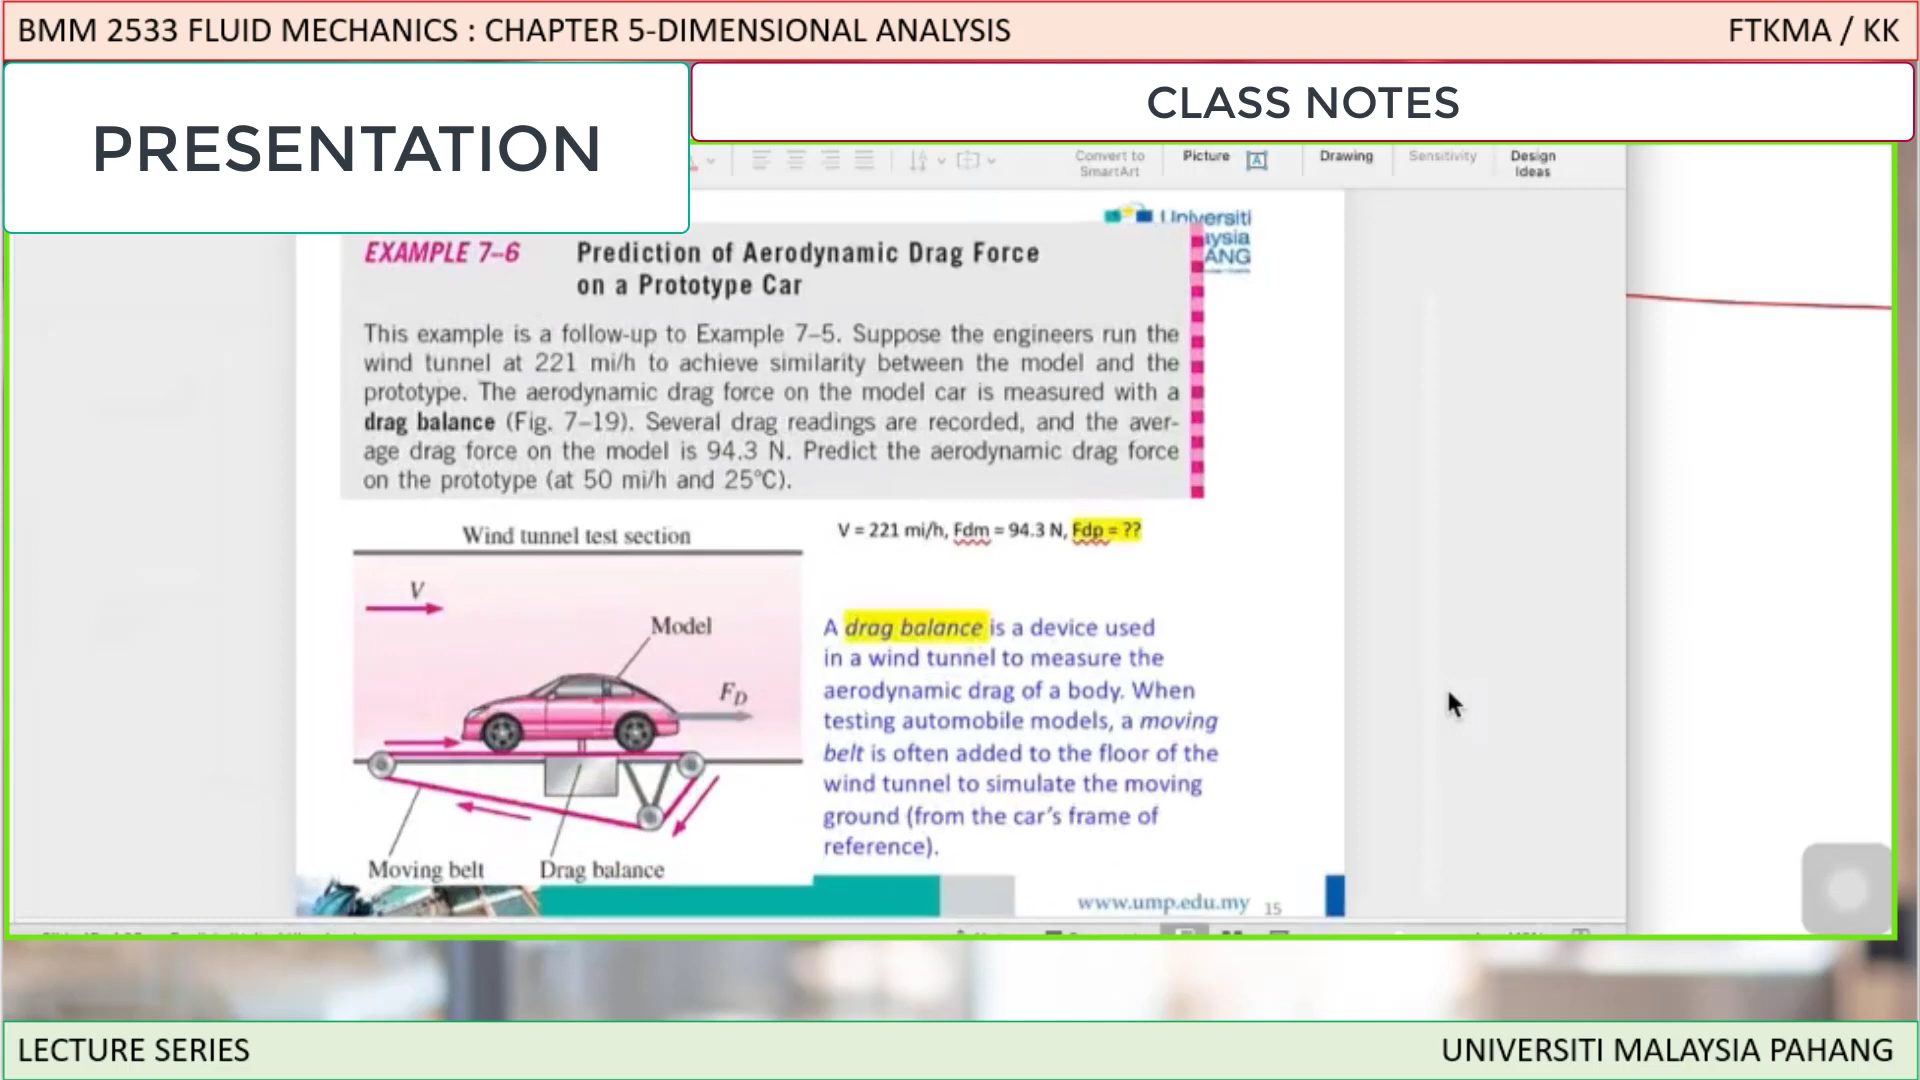 BMM 2533 FLUID MECHANICS : CHAPTER 5-DIMENSIONAL ANALYSIS
FTKMA / KK
PRESENTATION
CLASS NOTES
Convert to
SmartArt
Picture
Drawing
Sensitivity
Design
Ideas
Universiti
aysia
ANG
EXAMPLE 7–6
Prediction of Aerodynamic Drag Force
on a Prototype Car
This example is a follow-up to Example 7–5. Suppose the engineers run the
wind tunnel at 221 mi/h to achieve similarity between the model and the
prototype. The aerodynamic drag force on the model car is measured with a
drag balance (Fig. 7–19). Several drag readings are recorded, and the aver-
age drag force on the model is 94.3 N. Predict the aerodynamic drag force
on the prototype (at 50 mi/h and 25°C).
Wind tunnel test section
V
Model
F_D
Moving belt
Drag balance
V = 221 mi/h, Fdm = 94.3 N, Fdp = ??
A drag balance is a device used
in a wind tunnel to measure the
aerodynamic drag of a body. When
testing automobile models, a moving
belt is often added to the floor of the
wind tunnel to simulate the moving
ground (from the car's frame of
reference).
www.ump.edu.my
15
LECTURE SERIES
UNIVERSITI MALAYSIA PAHANG